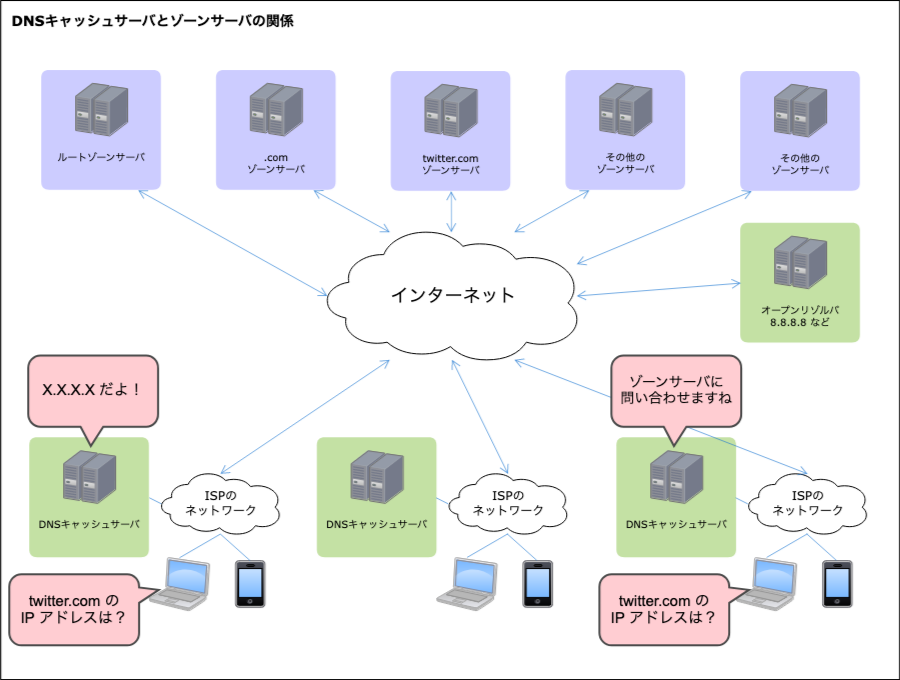 DNSキャッシュサーバとゾーンサーバの関係
ルートゾーンサーバ
.com
ゾーンサーバ
twitter.com
ゾーンサーバ
その他の
ゾーンサーバ
その他の
ゾーンサーバ
インターネット
オープンリゾルバ
8.8.8.8 など
X.X.X.X だよ！
ゾーンサーバに
問い合わせますね
DNSキャッシュサーバ
ISPの
ネットワーク
DNSキャッシュサーバ
ISPの
ネットワーク
DNSキャッシュサーバ
ISPの
ネットワーク
twitter.com の
IP アドレスは？
twitter.com の
IP アドレスは？